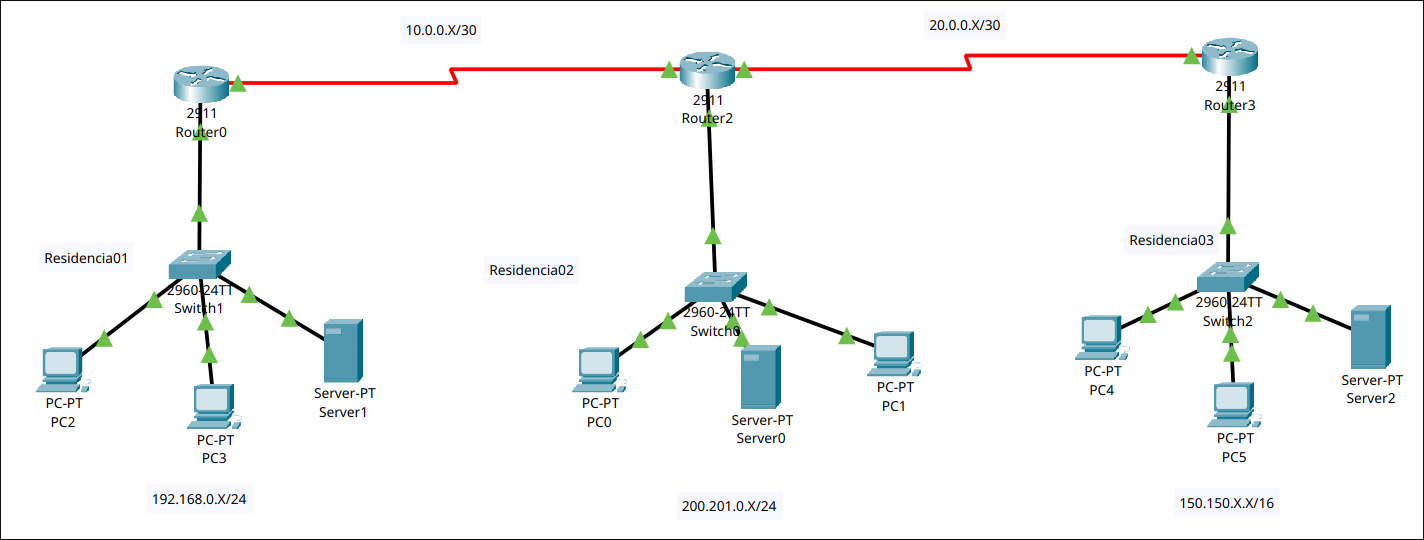 10.0.0.X/30
20.0.0.X/30
2911
Router0
2911
Router2
2911
Router3
Residencia01
2960-24TT
Switch1
PC-PT
PC2
PC-PT
PC3
Server-PT
Server1
192.168.0.X/24
Residencia02
2960-24TT
Switch0
PC-PT
PC0
Server-PT
Server0
PC-PT
PC1
200.201.0.X/24
Residencia03
2960-24TT
Switch2
PC-PT
PC4
PC-PT
PC5
Server-PT
Server2
150.150.X.X/16